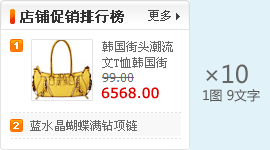 店铺促销排行榜 更多
1 韩国街头潮流
文T恤韩国街
99.00
6568.00
2 蓝水晶蝴蝶满钻项链
×10
1图 9文字